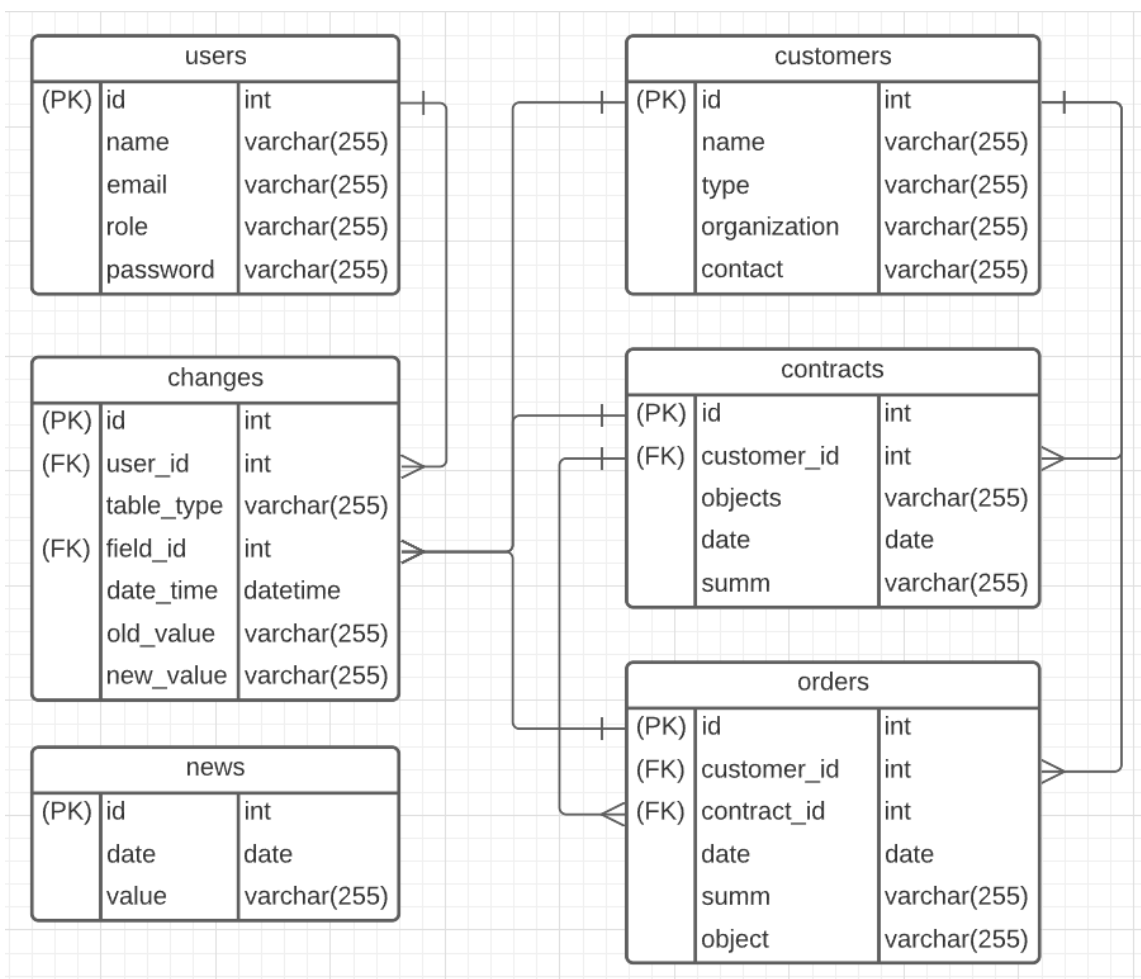 users
(PK) id int
name varchar(255)
email varchar(255)
role varchar(255)
password varchar(255)
changes
(PK) id int
(FK) user_id int
table_type varchar(255)
(FK) field_id int
date_time datetime
old_value varchar(255)
new_value varchar(255)
news
(PK) id int
date date
value varchar(255)
customers
(PK) id int
name varchar(255)
type varchar(255)
organization varchar(255)
contact varchar(255)
contracts
(PK) id int
(FK) customer_id int
objects varchar(255)
date date
summ varchar(255)
orders
(PK) id int
(FK) customer_id int
(FK) contract_id int
date date
summ varchar(255)
object varchar(255)